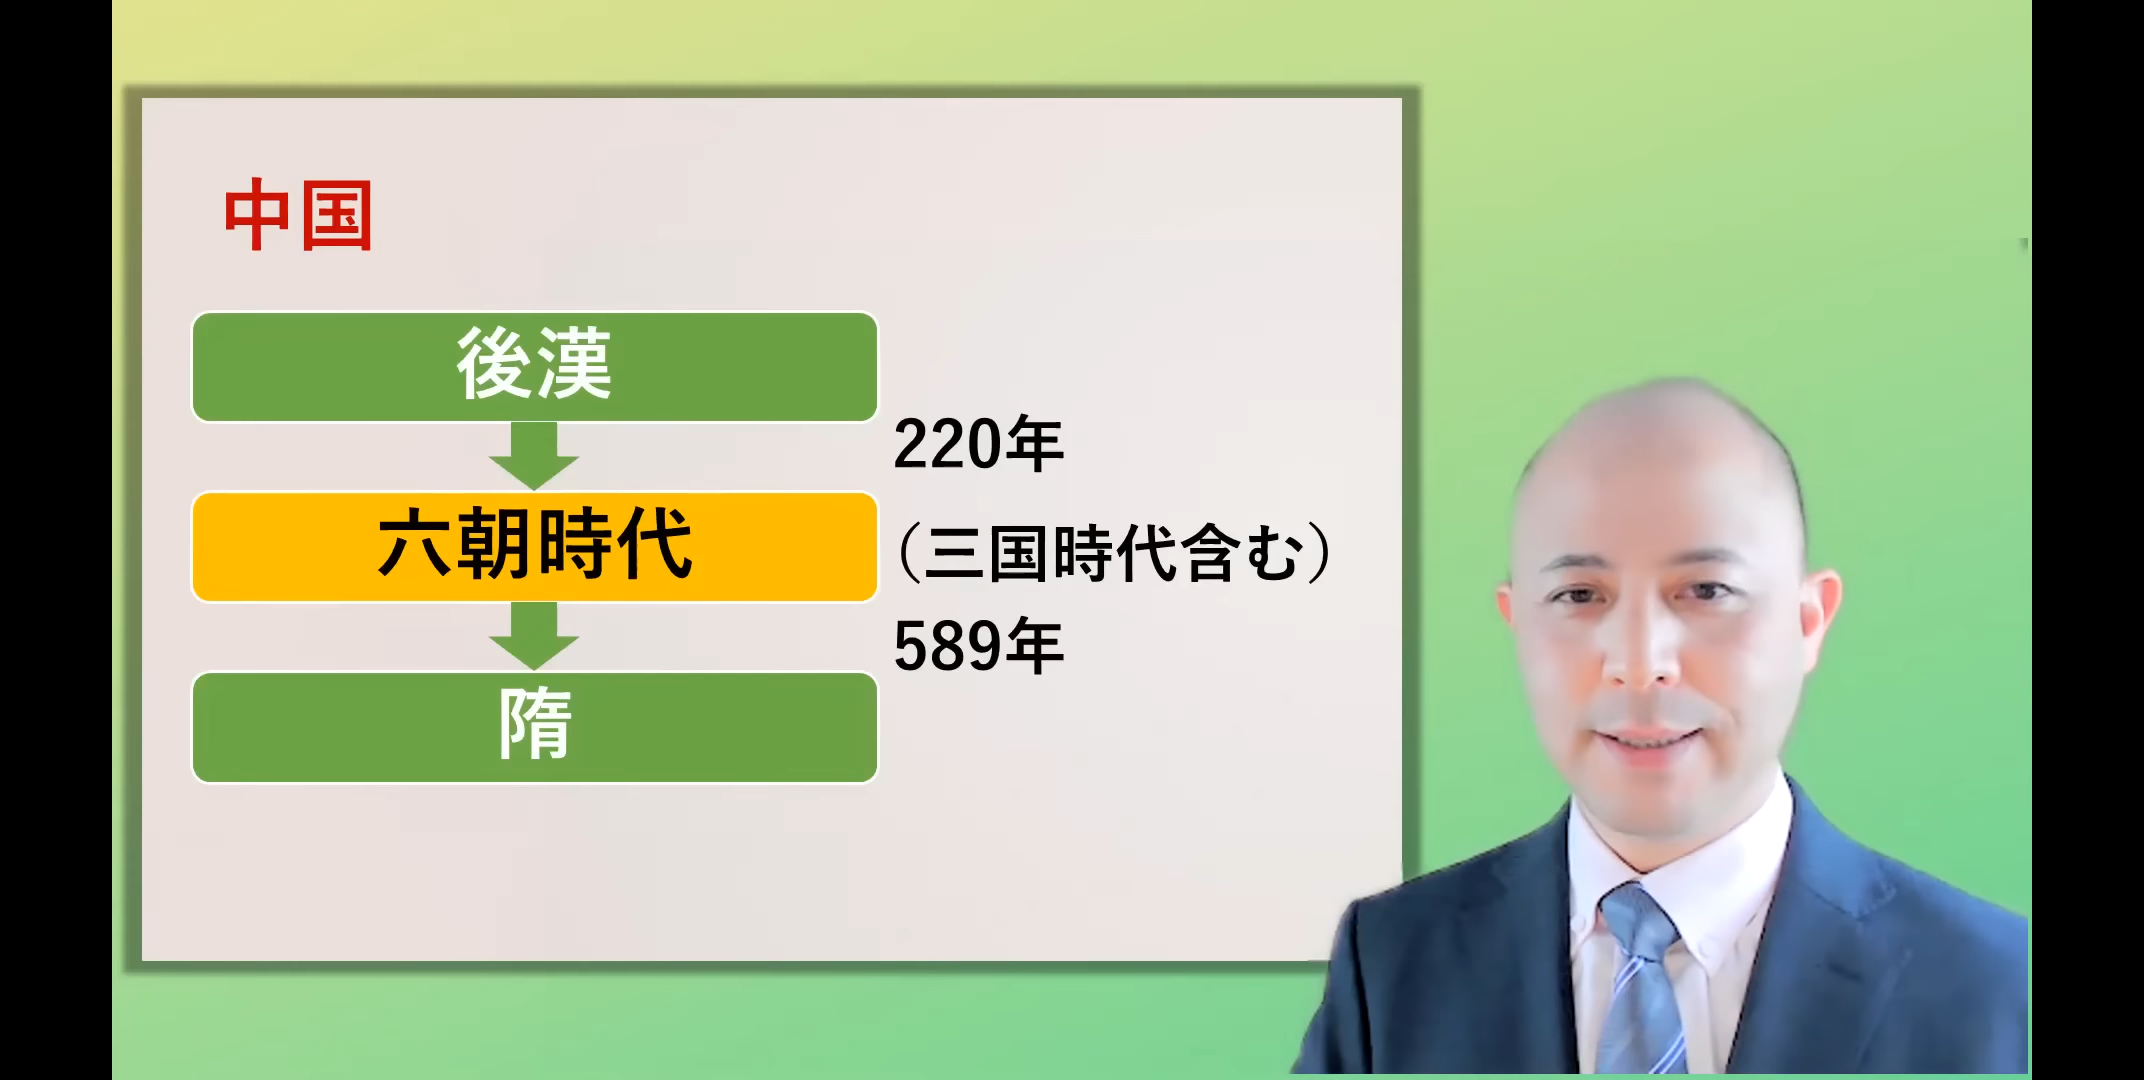 中国
後漢
220年
六朝時代
（三国時代含む）
589年
隋